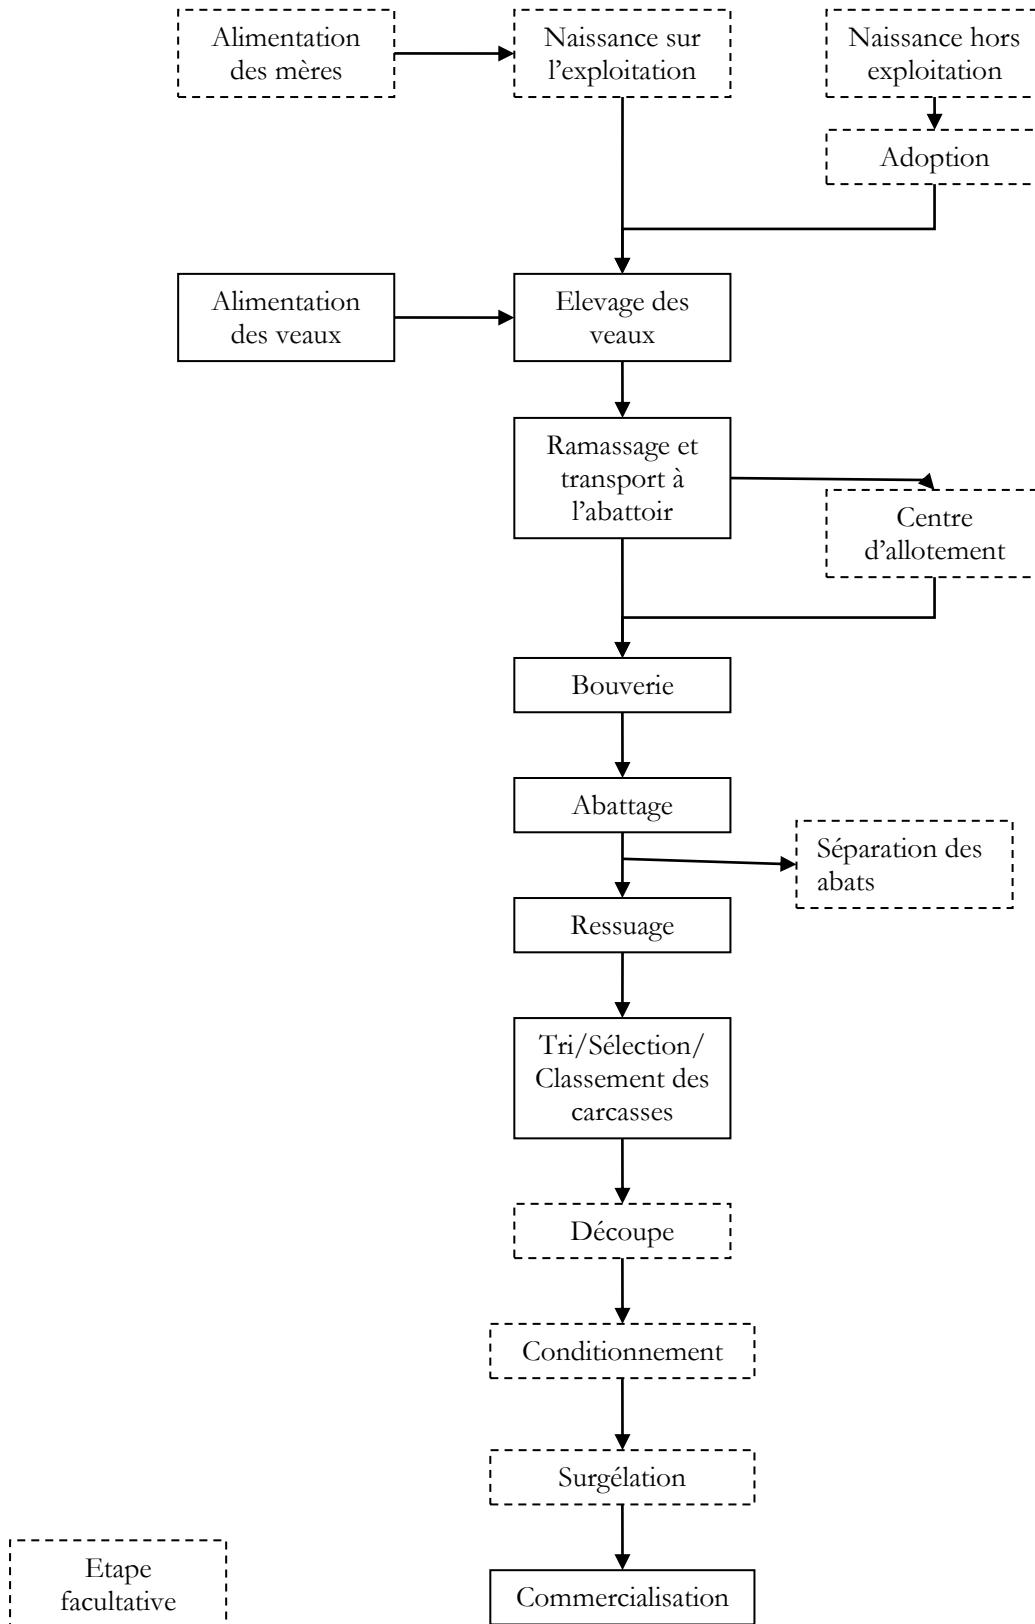 Alimentation
des mères
Naissance sur
l’exploitation
Naissance hors
exploitation
Adoption
Alimentation
des veaux
Elevage des
veaux
Ramassage et
transport à
l’abattoir
Centre
d’allotement
Bouverie
Abattage
Séparation des
abats
Ressuage
Tri/Sélection/
Classement des
carcasses
Découpe
Conditionnement
Surgélation
Etape
facultative
Commercialisation